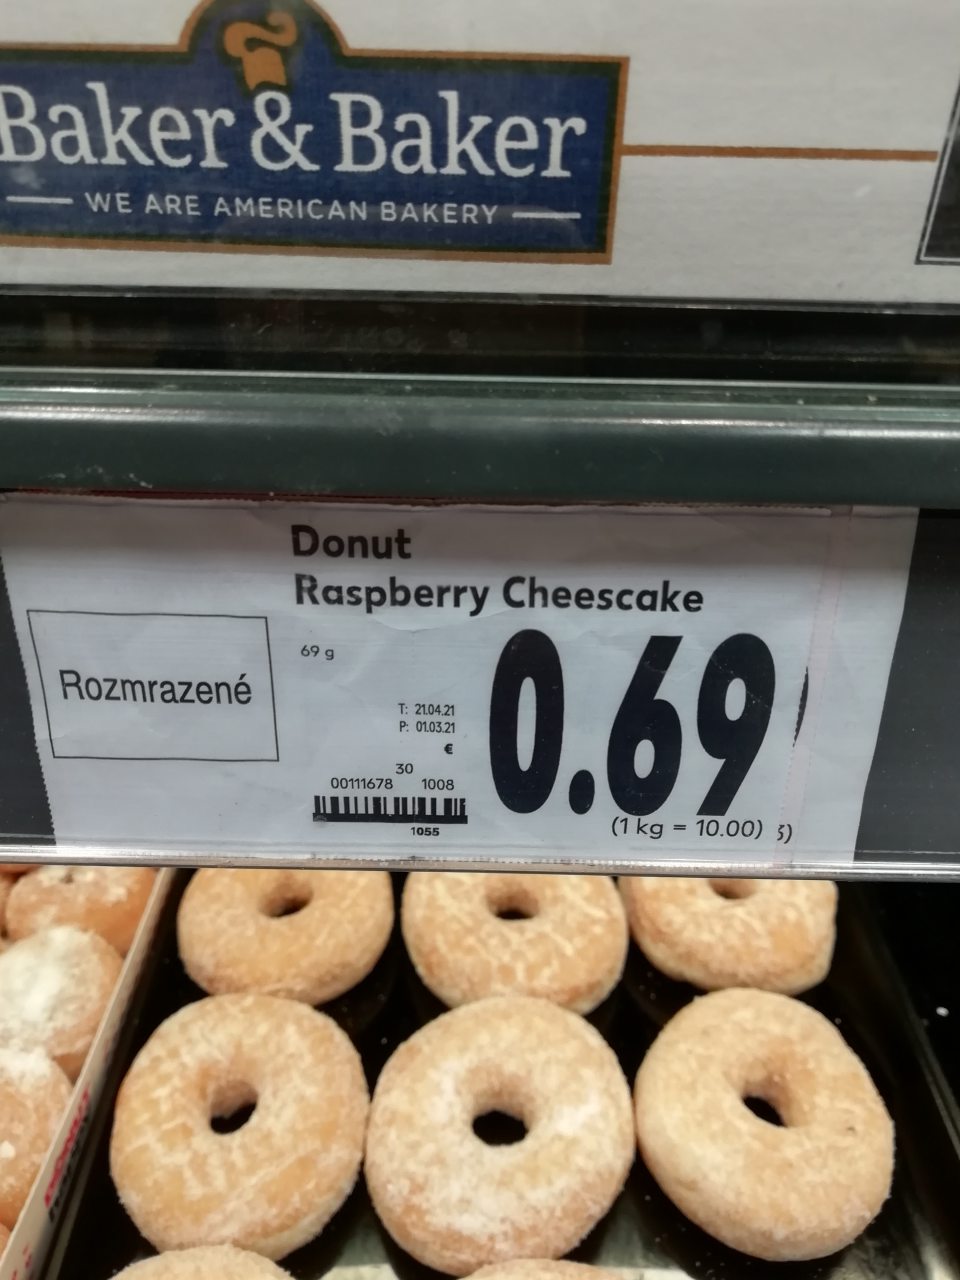 Baker & Baker
WE ARE AMERICAN BAKERY
Donut
Raspberry Cheescake
Rozmrazené
69 g
0.69
T: 21.04.21
P: 01.03.21
€
30
00111678 1008
1055
(1 kg = 10.00)